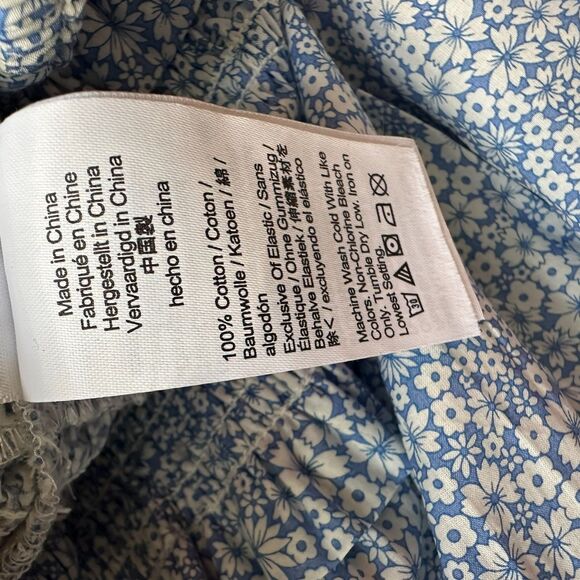 Made in China
Fabriqué en Chine
Hergestellt in China
Vervaardigd in China
中国製
hecho en china
100% Cotton / Coton /
Baumwolle / Katoen / 綿 /
algodón
Exclusive Of Elastic / Sans
Élastique / Ohne Gummizug /
Behalve Elastiek / 伸縮素材を
除く / excluyendo el elástico
Machine Wash Cold With Like
Colors. Non-Chlorine Bleach
Only. Tumble Dry Low. Iron on
Lowest Setting.